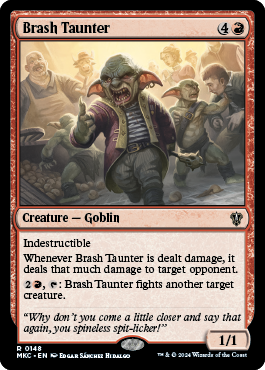 Brash Taunter 4
Creature — Goblin
Indestructible
Whenever Brash Taunter is dealt damage, it
deals that much damage to target opponent.
2 , : Brash Taunter fights another target
creature.
“Why don’t you come a little closer and say
that again, you spineless spit-licker!”
1/1
R 0148
MKC • EN EDGAR SÁNCHEZ HIDALGO
™ & © 2024 Wizards of the Coast